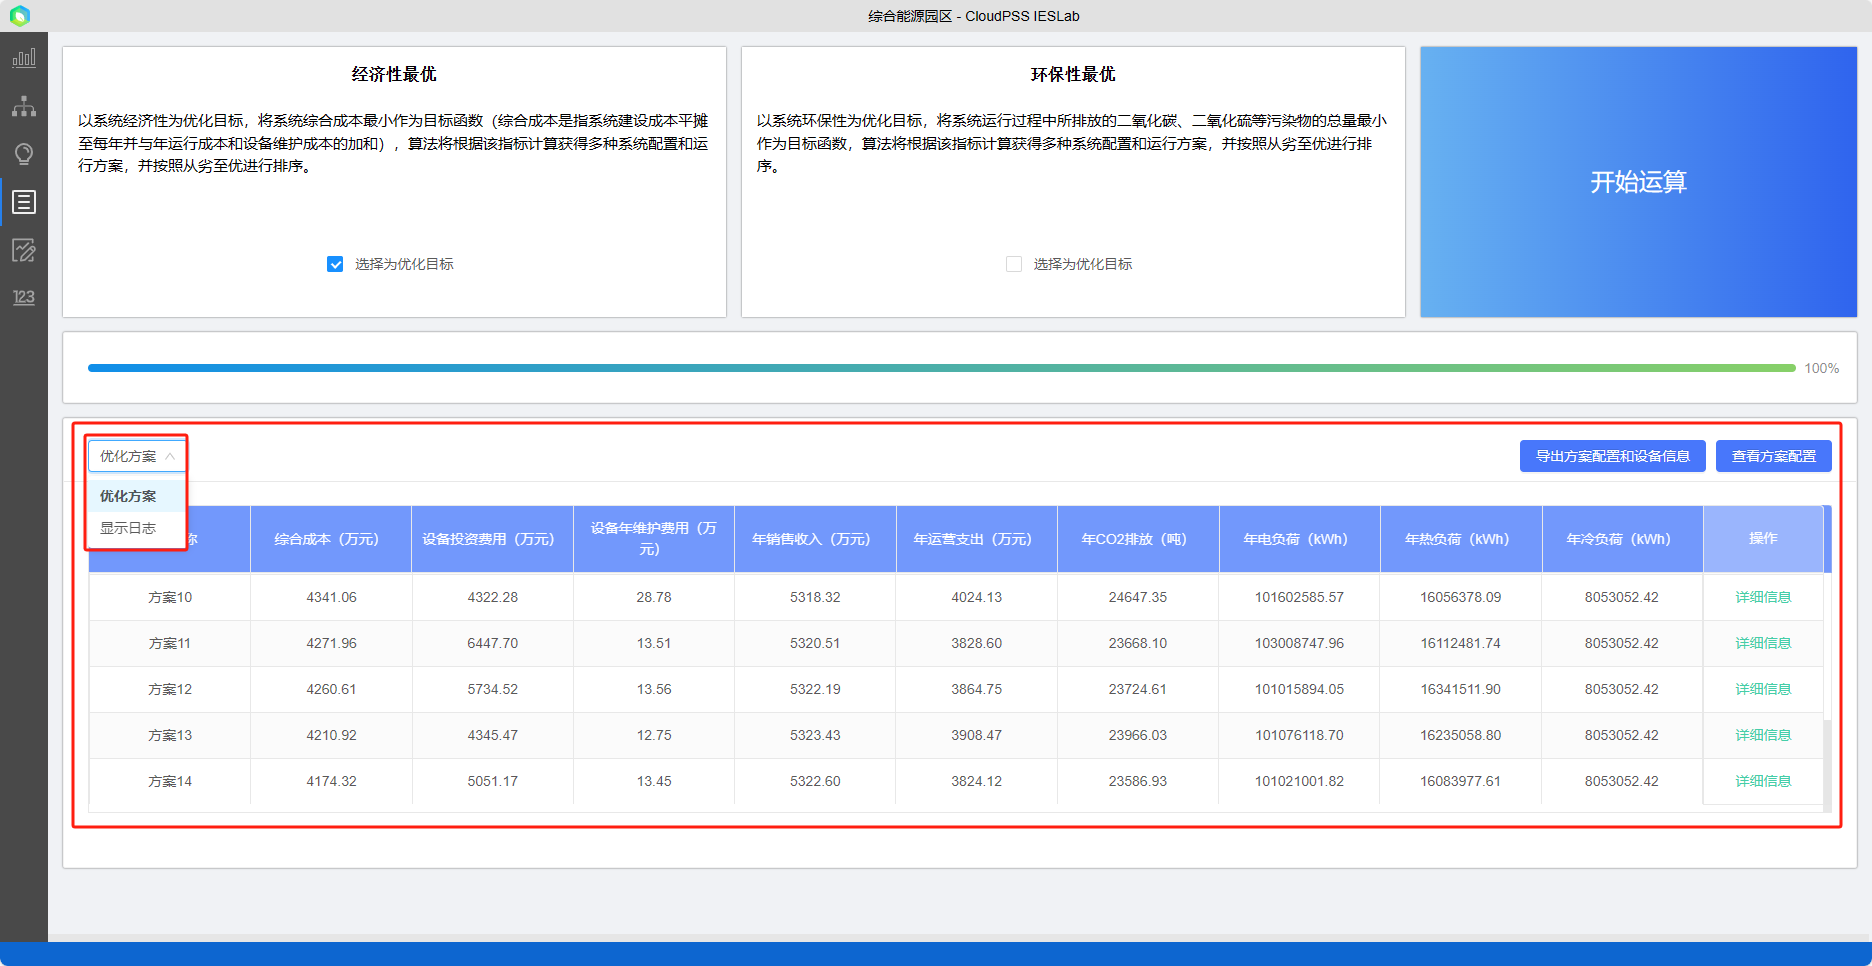 综合能源园区 - CloudPSS IESLab
经济性最优
以系统经济性为优化目标，将系统综合成本最小作为目标函数（综合成本是指系统建设成本平摊
至每年并与年运行成本和设备维护成本的加和），算法将根据该指标计算获得多种系统配置和运
行方案，并按照从劣至优进行排序。
选择为优化目标
环保性最优
以系统环保性为优化目标，将系统运行过程中所排放的二氧化碳、二氧化硫等污染物的总量最小
作为目标函数，算法将根据该指标计算获得多种系统配置和运行方案，并按照从劣至优进行排
序。
选择为优化目标
开始运算
123
100%
优化方案
导出方案配置和设备信息 查看方案配置
优化方案
显示日志
称 综合成本（万元） 设备投资费用（万元） 设备年维护费用（万
元） 年销售收入（万元） 年运营支出（万元） 年CO2排放（吨） 年电负荷（kWh） 年热负荷（kWh） 年冷负荷（kWh） 操作
方案10 4341.06 4322.28 28.78 5318.32 4024.13 24647.35 101602585.57 16056378.09 8053052.42 详细信息
方案11 4271.96 6447.70 13.51 5320.51 3828.60 23668.10 103008747.96 16112481.74 8053052.42 详细信息
方案12 4260.61 5734.52 13.56 5322.19 3864.75 23724.61 101015894.05 16341511.90 8053052.42 详细信息
方案13 4210.92 4345.47 12.75 5323.43 3908.47 23966.03 101076118.70 16235058.80 8053052.42 详细信息
方案14 4174.32 5051.17 13.45 5322.60 3824.12 23586.93 101021001.82 16083977.61 8053052.42 详细信息